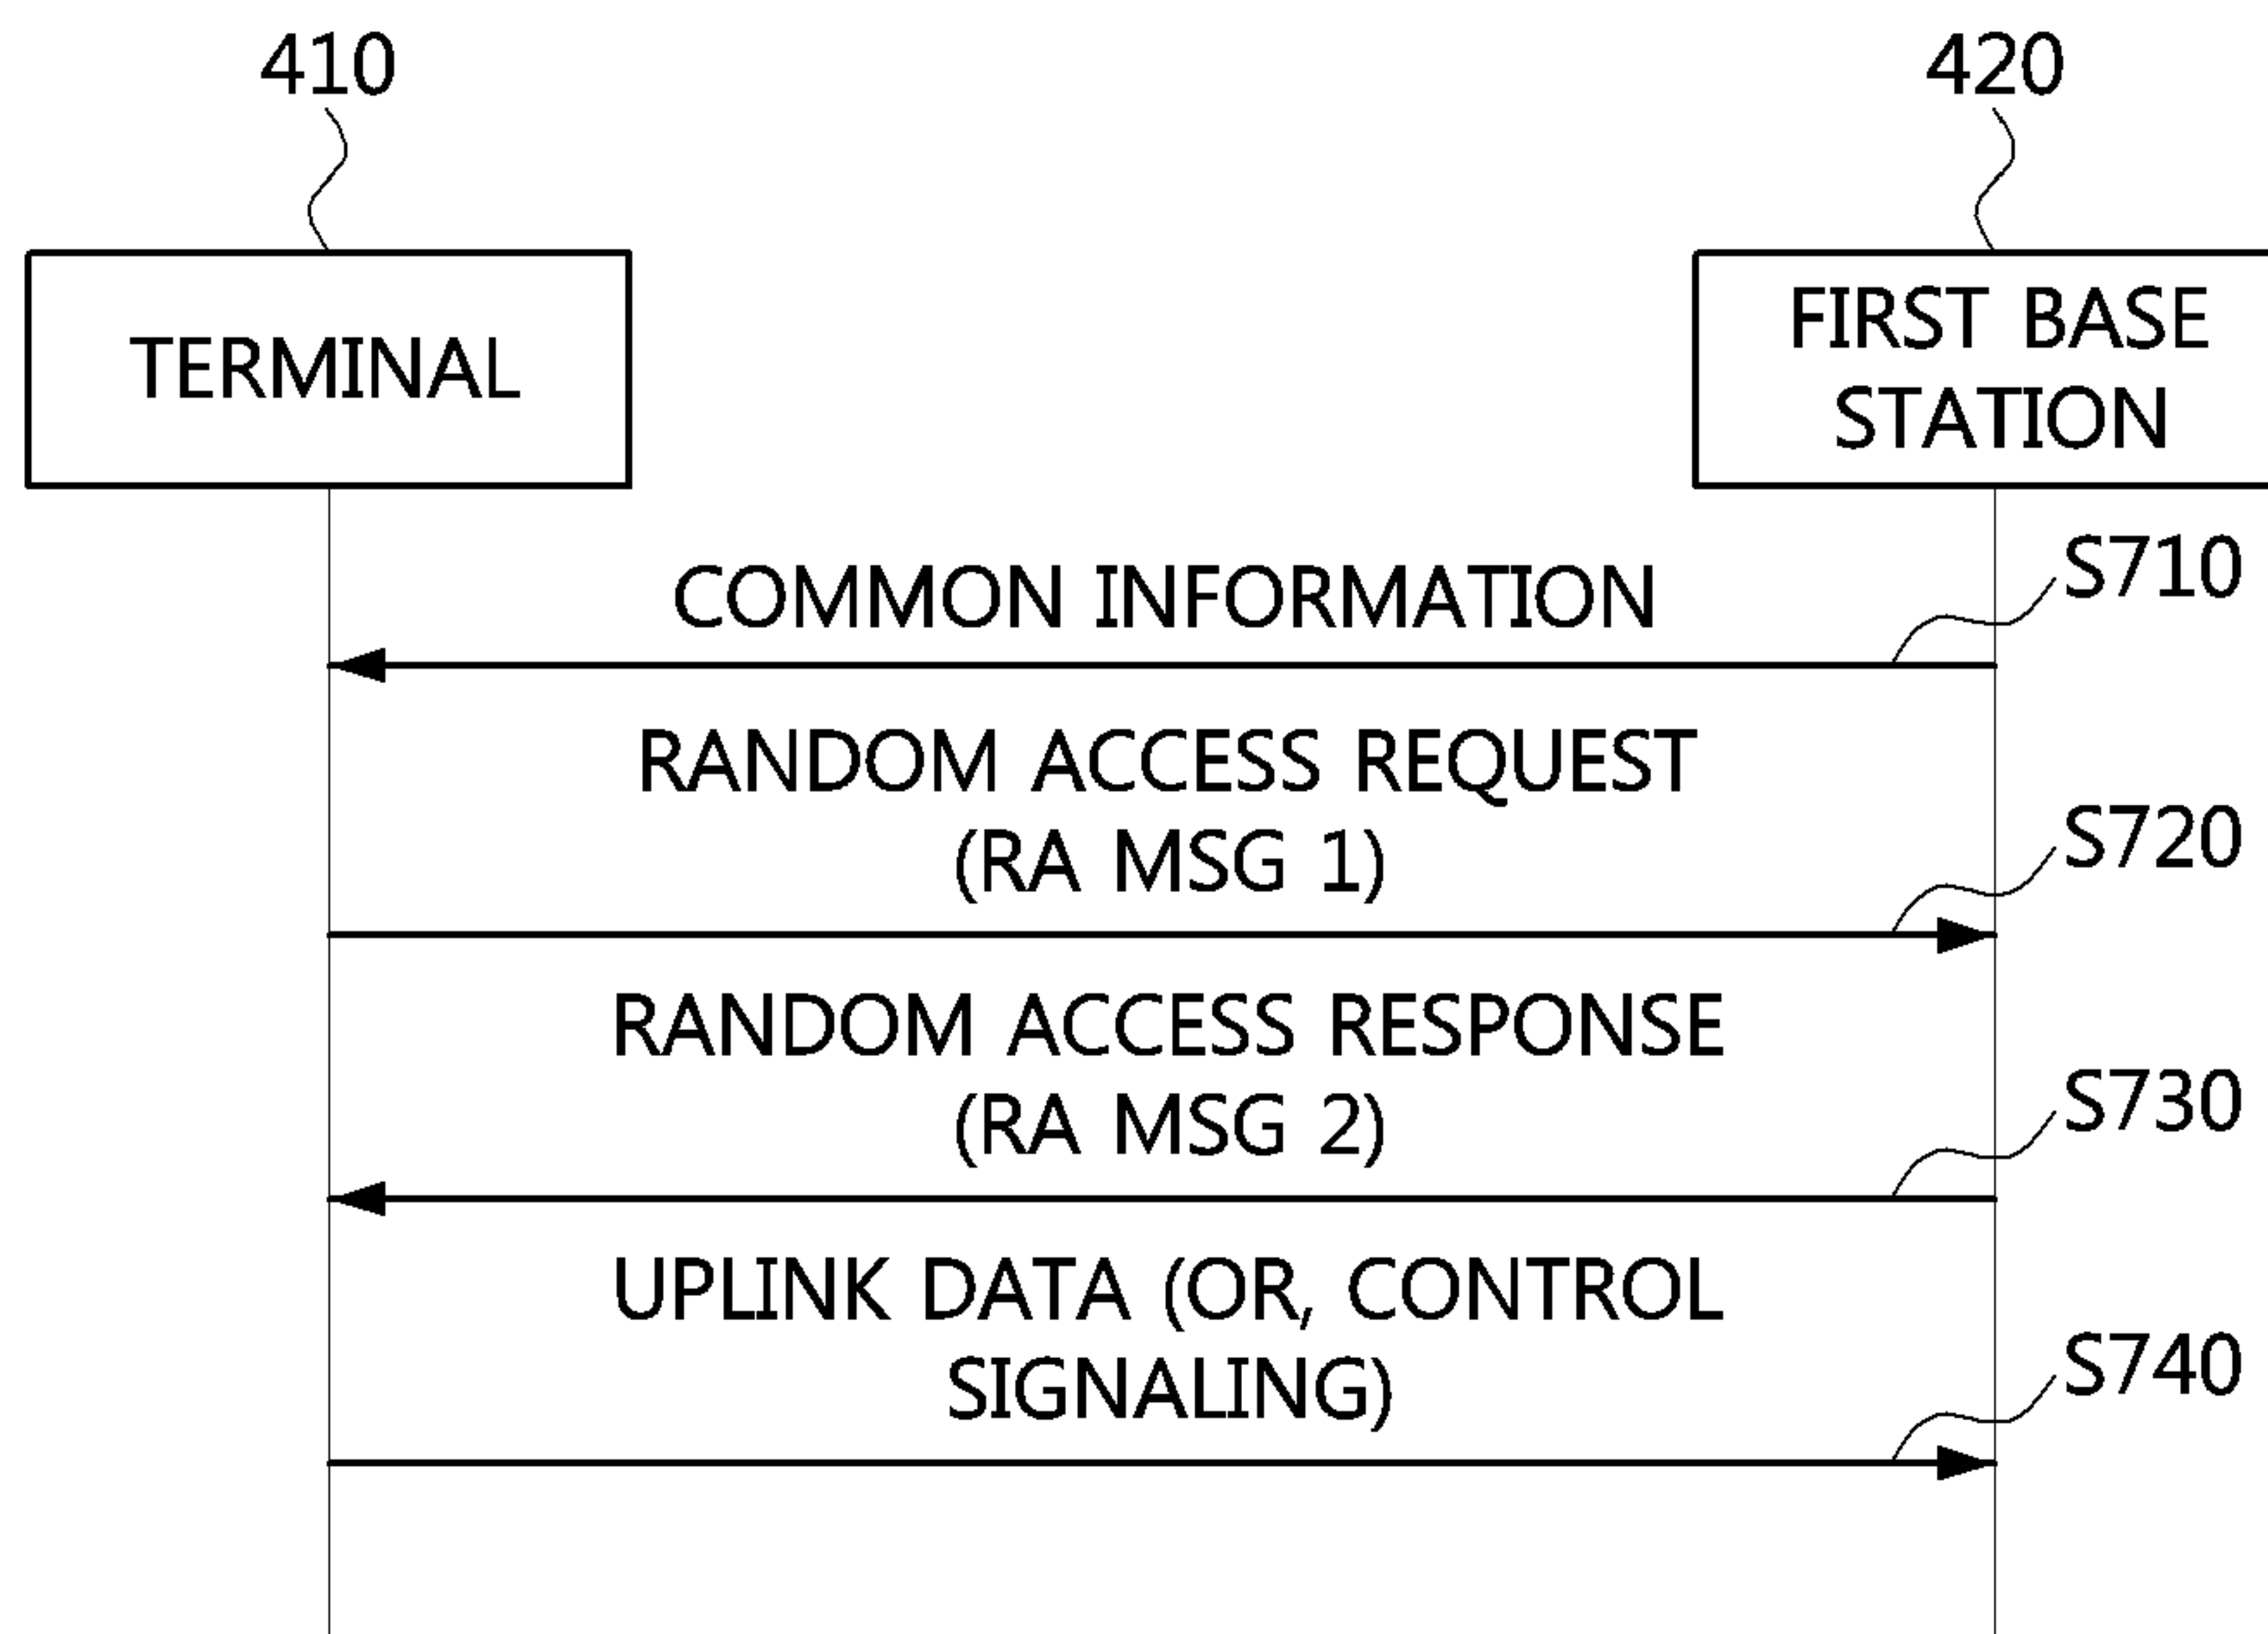 410
420
TERMINAL
FIRST BASE
STATION
S710
COMMON INFORMATION
RANDOM ACCESS REQUEST
(RA MSG 1)
S720
RANDOM ACCESS RESPONSE
(RA MSG 2)
S730
UPLINK DATA (OR, CONTROL
SIGNALING)
S740